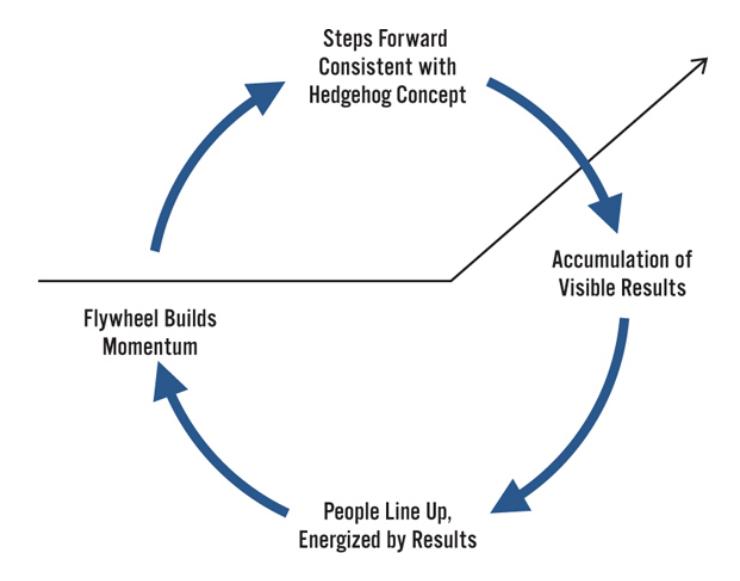 Steps Forward
Consistent with
Hedgehog Concept
Accumulation of
Visible Results
People Line Up,
Energized by Results
Flywheel Builds
Momentum